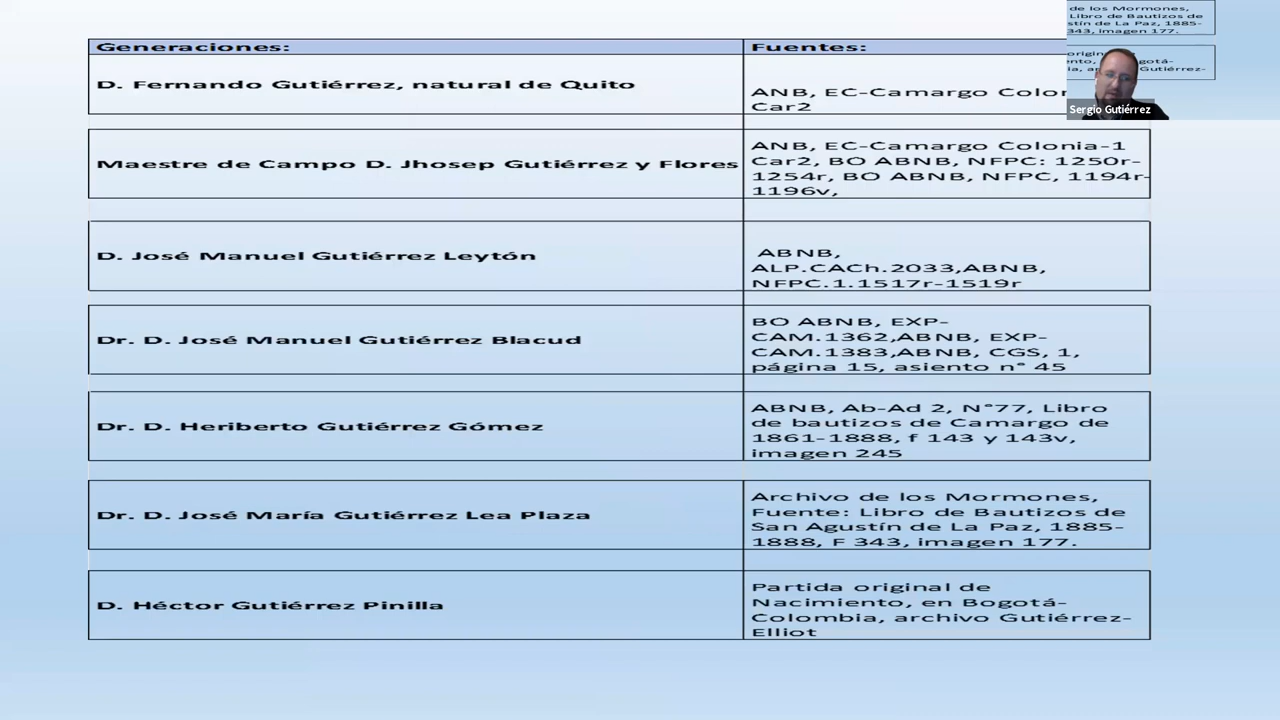 Generaciones:
Fuentes:
D. Fernando Gutiérrez, natural de Quito
ANB, EC-Camargo
Car2
Maestre de Campo D. Jhosep Gutiérrez y Flores
ANB, EC-Camargo Colonia-1
Car2, BO ABNB, NFPC: 1250r-
1254r, BO ABNB, NFPC, 1194r-
1196v,
D. José Manuel Gutiérrez Leytón
ABNB,
ALP.CACh.2033,ABNB,
NFPC.1.1517r-1519r
Dr. D. José Manuel Gutiérrez Blacud
BO ABNB, EXP-
CAM.1362,ABNB, EXP-
CAM.1383,ABNB, CGS, 1,
página 15, asiento n° 45
Dr. D. Heriberto Gutiérrez Gómez
ABNB, Ab-Ad 2, N°77, Libro
de bautizos de Camargo de
1861-1888, f 143 y 143v,
imagen 245
Dr. D. José María Gutiérrez Lea Plaza
Archivo de los Mormones,
Fuente: Libro de Bautizos de
San Agustín de La Paz, 1885-
1888, F 343, imagen 177.
D. Héctor Gutiérrez Pinilla
Partida original de
Nacimiento, en Bogotá-
Colombia, archivo Gutiérrez-
Elliot
de los Mormones,
Libro de Bautizos de
de La Paz, 1885-
343, imagen 177.
Sergio Gutiérrez